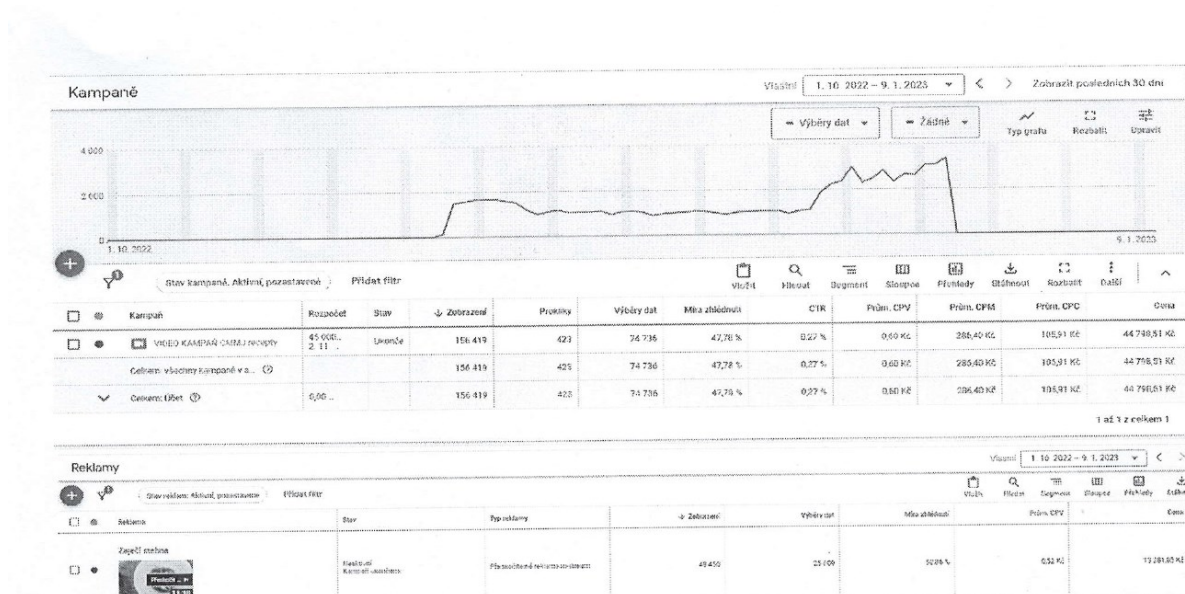 Kampaně
Vlastní 1. 10. 2022 – 9. 1. 2023 Zobrazit posledních 30 dní
Výběry dat Žádné Typ grafu Rozbalit Upravit
4 000
2 000
0
1. 10. 2022 9. 1. 2023
Stav kampaně: Aktivní, pozastavené Přidat filtr Vložit Hledat Segment Sloupce Přehledy Stáhnout Rozbalit Další
Kampaň Rozpočet Stav Zobrazení Prokliky Výběry dat Míra zhlédnutí CTR Prům. CPV Prům. CPM Prům. CPC Cena
VIDEO KAMPAŇ CMMJ recepty 45 000... 2. 11. ... Ukonče 156 419 423 74 736 47,78 % 0,27 % 0,60 Kč 286,40 Kč 105,91 Kč 44 798,51 Kč
Celkem: všechny kampaně v a... 156 419 423 74 736 47,78 % 0,27 % 0,60 Kč 286,40 Kč 105,91 Kč 44 798,51 Kč
Celkem: Účet 0,00 ... 156 419 423 74 736 47,78 % 0,27 % 0,60 Kč 286,40 Kč 105,91 Kč 44 798,51 Kč
1 až 1 z celkem 1
Reklamy
Vlastní 1. 10. 2022 – 9. 1. 2023
Stav reklam: Aktivní, pozastavené Přidat filtr Vložit Hledat Segment Sloupce Přehledy
Reklama Stav Typ reklamy Zobrazení Výběry dat Míra zhlédnutí Prům. CPV Cena
Zaječí stehna
49 450 52,86 % 0,52 Kč